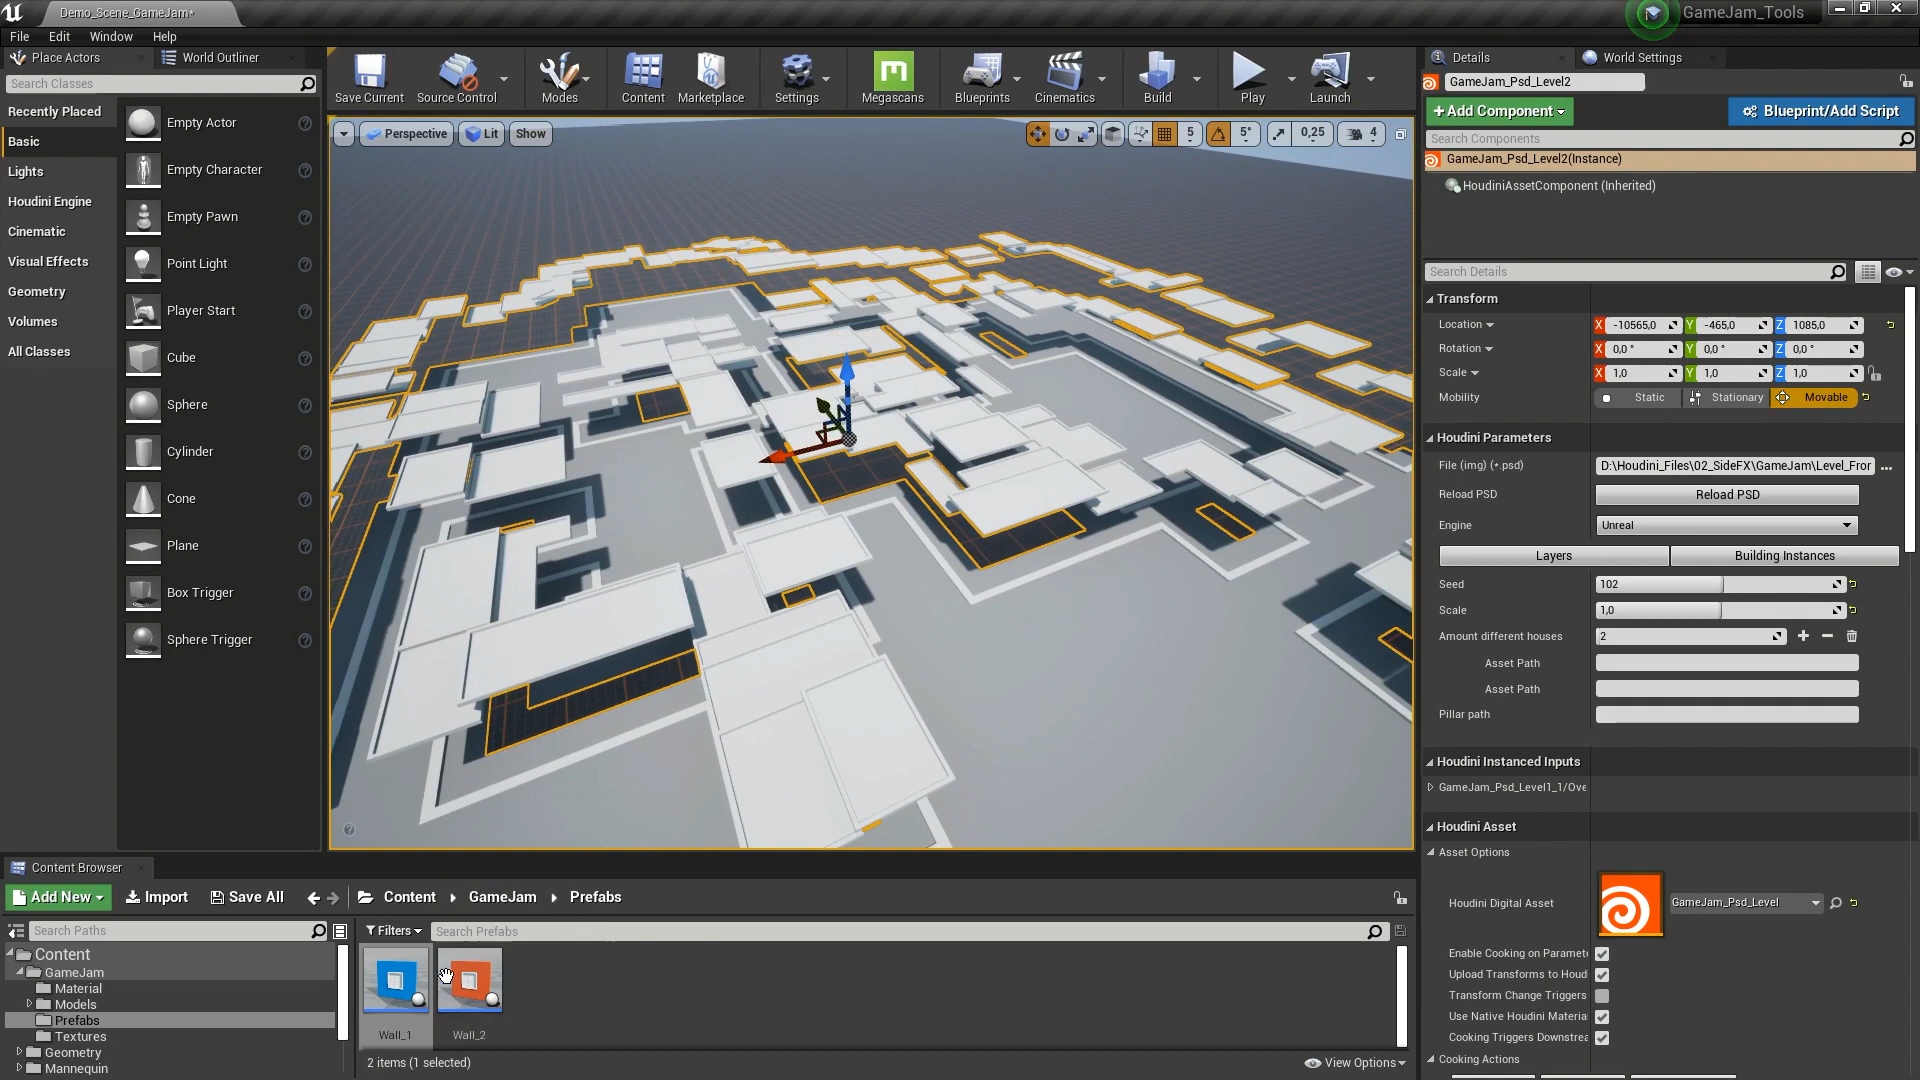 Demo_Scene_GameJam*
GameJam_Tools
File Edit Window Help
Place Actors
World Outliner
Search Classes
Recently Placed
Basic
Lights
Houdini Engine
Cinematic
Visual Effects
Geometry
Volumes
All Classes
Empty Actor
Empty Character
Empty Pawn
Point Light
Player Start
Cube
Sphere
Cylinder
Cone
Plane
Box Trigger
Sphere Trigger
Save Current
Source Control
Modes
Content
Marketplace
Settings
Megascans
Blueprints
Cinematics
Build
Play
Launch
Perspective
Lit
Show
5
5°
0,25
4
Details
World Settings
GameJam_Psd_Level2
+ Add Component
Blueprint/Add Script
Search Components
GameJam_Psd_Level2(Instance)
HoudiniAssetComponent (Inherited)
Search Details
Transform
Location X -10565,0 Y -465,0 Z 1085,0
Rotation X 0,0 ° Y 0,0 ° Z 0,0 °
Scale X 1,0 Y 1,0 Z 1,0
Mobility Static Stationary Movable
Houdini Parameters
File (img) (*.psd) D:\Houdini_Files\02_SideFX\GameJam\Level_Fror
Reload PSD Reload PSD
Engine Unreal
Layers Building Instances
Seed 102
Scale 1,0
Amount different houses 2
Asset Path
Asset Path
Pillar path
Houdini Instanced Inputs
GameJam_Psd_Level1_1/Ove
Houdini Asset
Asset Options
Houdini Digital Asset GameJam_Psd_Level
Enable Cooking on Paramete
Upload Transforms to Houd
Transform Change Triggers
Use Native Houdini Materia
Cooking Triggers Downstrea
Cooking Actions
Content Browser
Add New
Import
Save All
Content
GameJam
Prefabs
Search Paths
Filters
Search Prefabs
Content
GameJam
Material
Models
Prefabs
Textures
Geometry
Mannequin
Wall_1
Wall_2
2 items (1 selected)
View Options